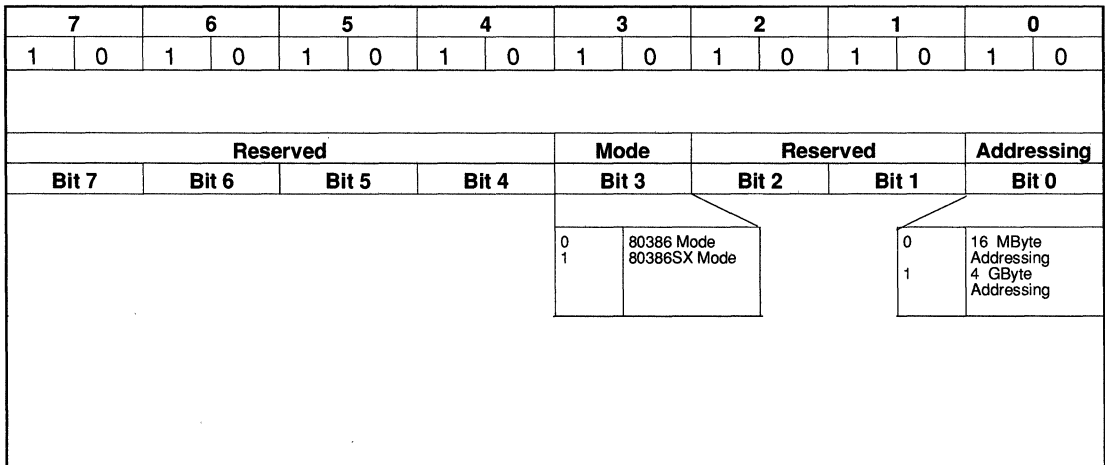 7 6 5 4 3 2 1 0
1 0 1 0 1 0 1 0 1 0 1 0 1 0 1 0
Reserved Mode Reserved Addressing
Bit 7 Bit 6 Bit 5 Bit 4 Bit 3 Bit 2 Bit 1 Bit 0
0 80386 Mode
1 80386SX Mode
0 16 MByte
Addressing
1 4 GByte
Addressing